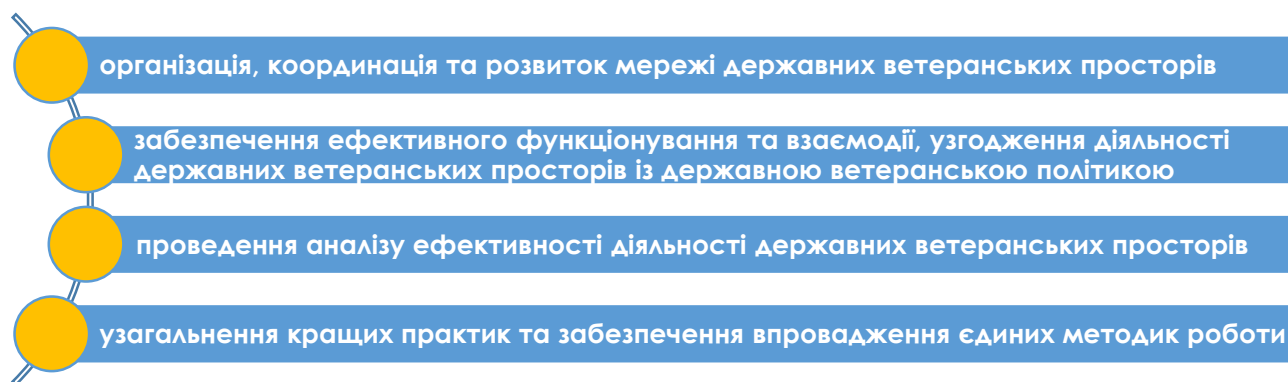 організація, координація та розвиток мережі державних ветеранських просторів
забезпечення ефективного функціонування та взаємодії, узгодження діяльності
державних ветеранських просторів із державною ветеранською політикою
проведення аналізу ефективності діяльності державних ветеранських просторів
узагальнення кращих практик та забезпечення впровадження єдиних методик роботи